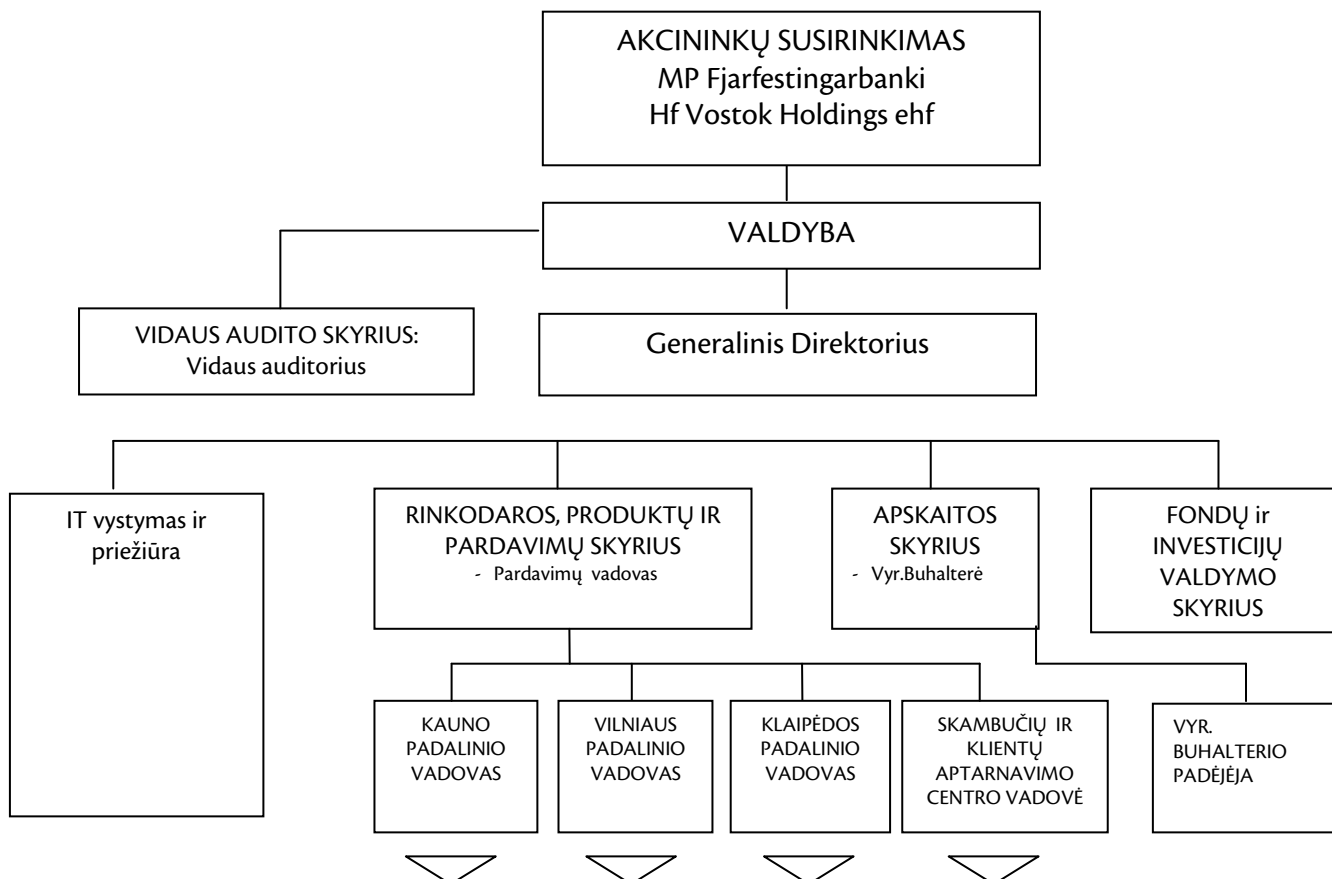 AKCININKŲ SUSIRINKIMAS
MP Fjarfestingarbanki
Hf Vostok Holdings ehf
VALDYBA
VIDAUS AUDITO SKYRIUS:
Vidaus auditorius
Generalinis Direktorius
IT vystymas ir
priežiūra
RINKODAROS, PRODUKTŲ IR
PARDAVIMŲ SKYRIUS
- Pardavimų vadovas
APSKAITOS
SKYRIUS
- Vyr.Buhalterė
FONDŲ ir
INVESTICIJŲ
VALDYMO
SKYRIUS
KAUNO
PADALINIO
VADOVAS
VILNIAUS
PADALINIO
VADOVAS
KLAIPĖDOS
PADALINIO
VADOVAS
SKAMBUČIŲ IR
KLIENTŲ
APTARNAVIMO
CENTRO VADOVĖ
VYR.
BUHALTERIO
PADĖJĖJA